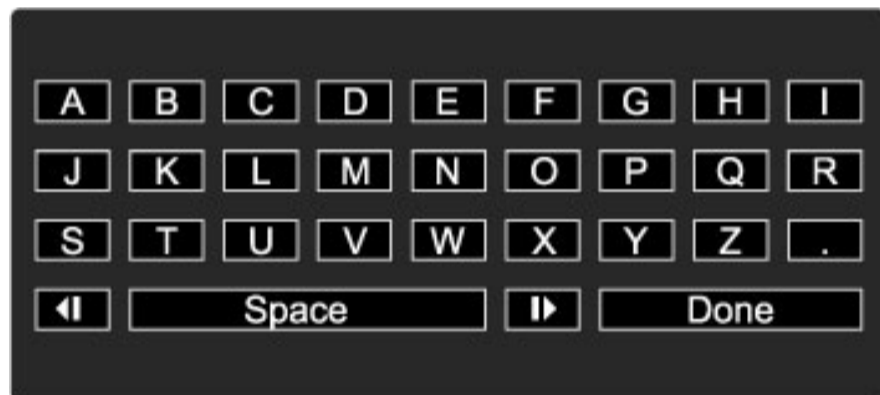 A B C D E F G H I
J K L M N O P Q R
S T U V W X Y Z .
Space Done